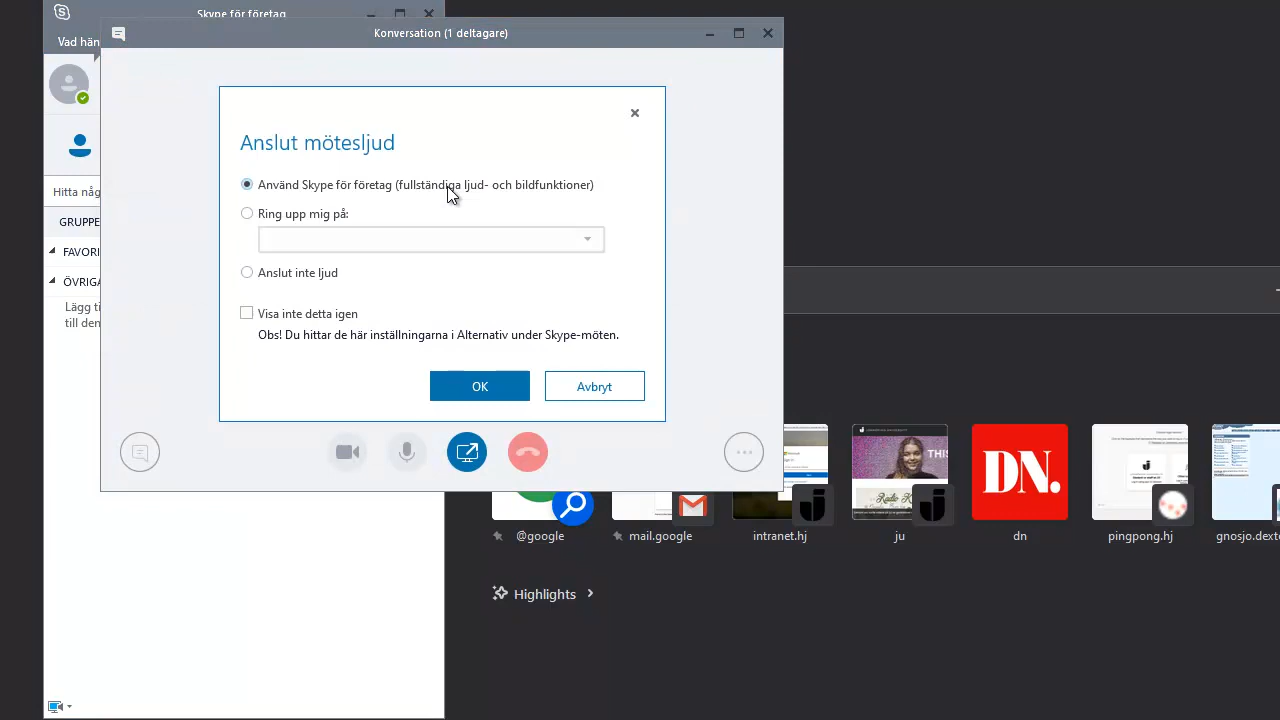 Skype för företag
Konversation (1 deltagare)
Vad hän
Anslut mötesljud
Använd Skype för företag (fullständiga ljud- och bildfunktioner)
Hitta någ
Ring upp mig på:
GRUPPE
FAVORI
Anslut inte ljud
ÖVRIGA
Lägg ti
till den
Visa inte detta igen
Obs! Du hittar de här inställningarna i Alternativ under Skype-möten.
OK
Avbryt
THIS
DN.
@google
mail.google
intranet.hj
ju
dn
pingpong.hj
gnosjo.dext
Highlights